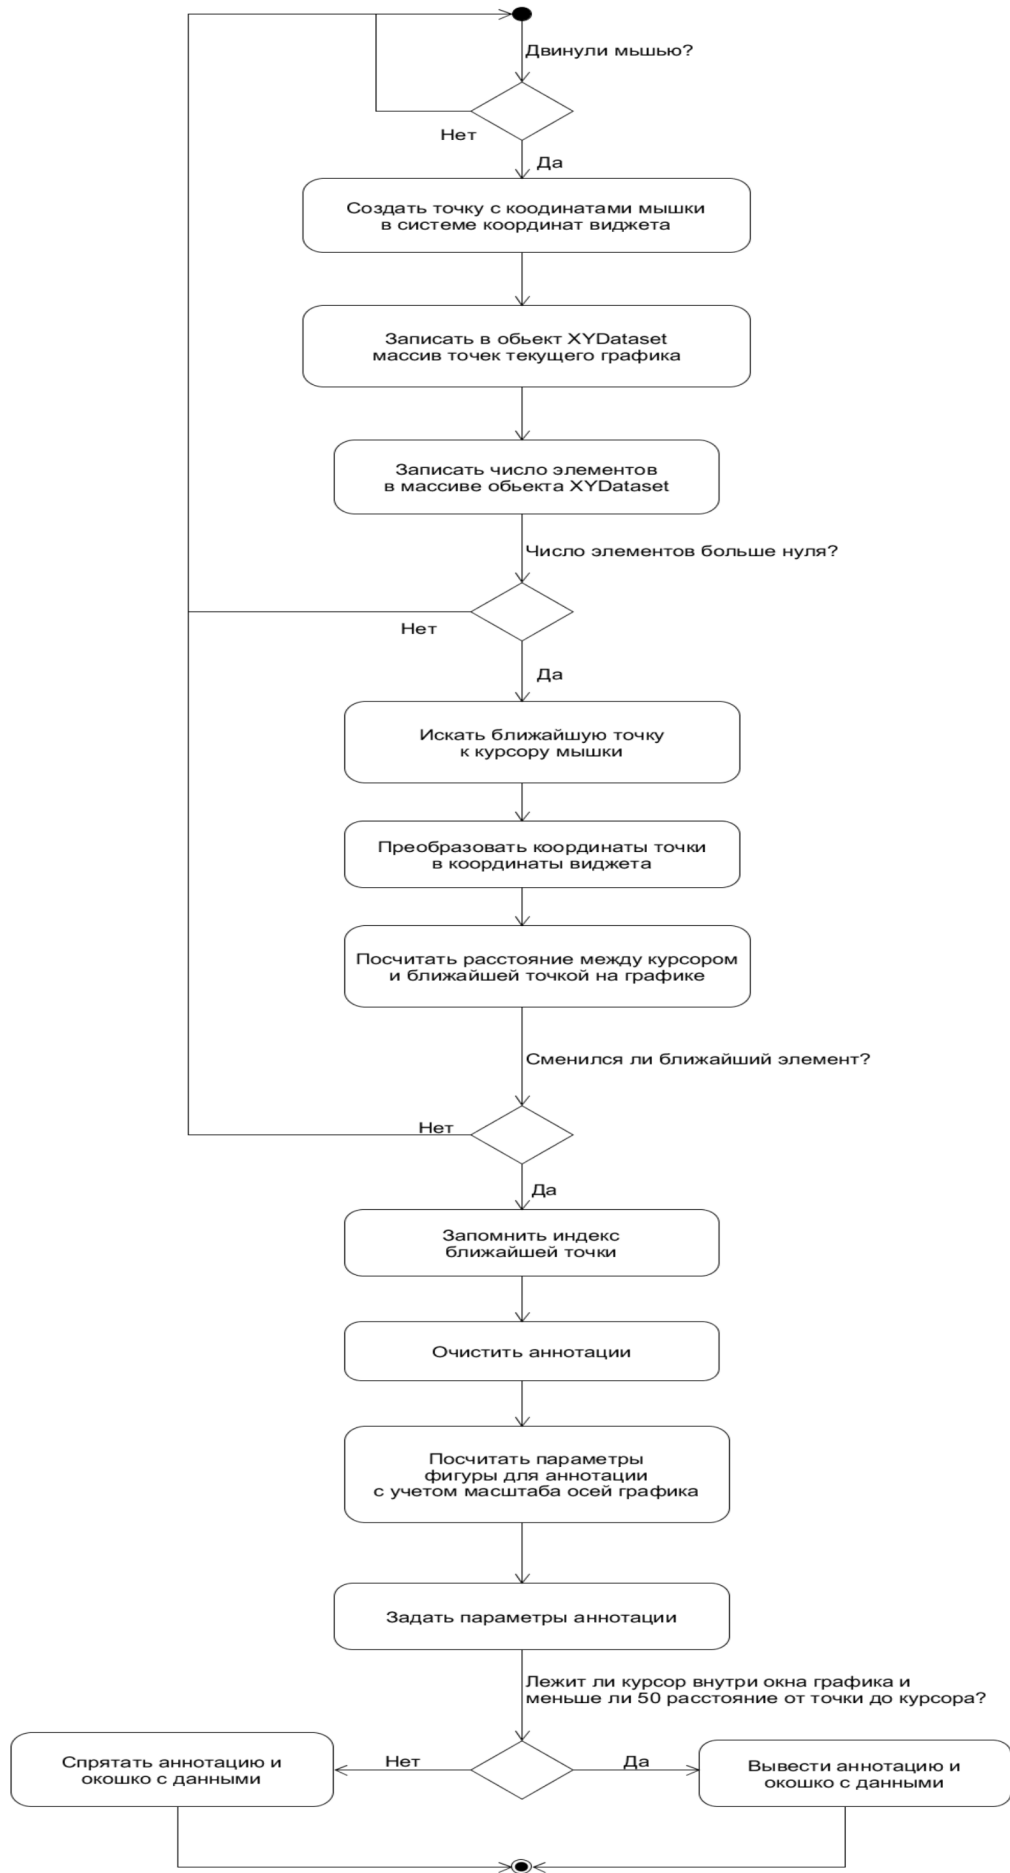 Двинули мышью?
Нет
Да
Создать точку с коодинатами мышки
в системе координат виджета
Записать в обьект XYDataset
массив точек текущего графика
Записать число элементов
в массиве обьекта XYDataset
Число элементов больше нуля?
Нет
Да
Искать ближайшую точку
к курсору мышки
Преобразовать координаты точки
в координаты виджета
Посчитать расстояние между курсором
и ближайшей точкой на графике
Сменился ли ближайший элемент?
Нет
Да
Запомнить индекс
ближайшей точки
Очистить аннотации
Посчитать параметры
фигуры для аннотации
с учетом масштаба осей графика
Задать параметры аннотации
Лежит ли курсор внутри окна графика и
меньше ли 50 расстояние от точки до курсора?
Спрятать аннотацию и
окошко с данными
Нет
Да
Вывести аннотацию и
окошко с данными